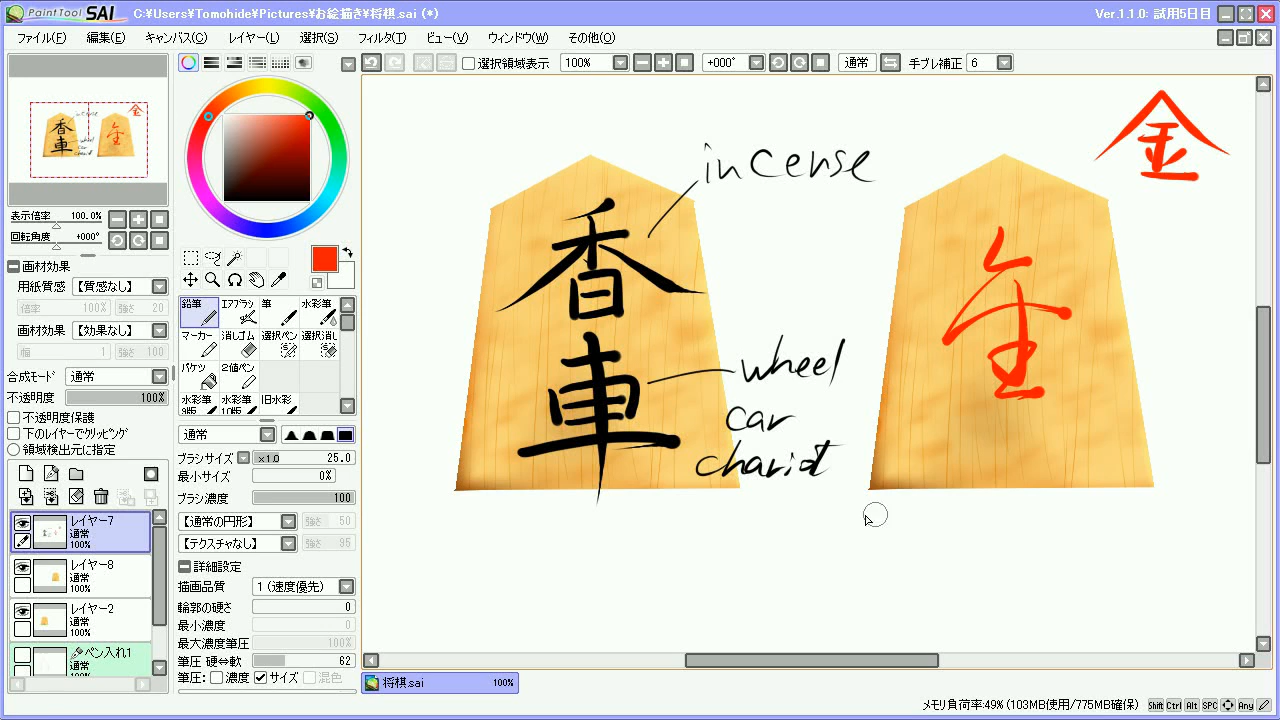 PaintTool SAI C:¥Users¥Tomohide¥Pictures¥お絵描き¥将棋.sai (*) Ver.1.1.0: 試用5日目
ファイル(F) 編集(E) キャンバス(C) レイヤー(L) 選択(S) フィルタ(T) ビュー(V) ウィンドウ(W) その他(O)
選択領域表示 100% +000° 通常 手ブレ補正 6
表示倍率 100.0%
回転角度 +000°
画材効果
用紙質感 【質感なし】
倍率 100% 強さ 20
画材効果 【効果なし】
幅 1 強さ 100
合成モード 通常
不透明度 100%
不透明度保護
下のレイヤーでクリッピング
領域検出元に指定
レイヤー7
通常
100%
レイヤー8
通常
100%
レイヤー2
通常
100%
ペン入れ1
通常
鉛筆 エアブラシ 筆 水彩筆
マーカー 消しゴム 選択ペン 選択消し
バケツ 2値ペン
水彩筆 水彩筆 旧水彩
通常
ブラシサイズ x1.0 25.0
最小サイズ 0%
ブラシ濃度 100
【通常の円形】 強さ 50
【テクスチャなし】 強さ 95
詳細設定
描画品質 1 (速度優先)
輪郭の硬さ 0
最小濃度 0
最大濃度筆圧 100%
筆圧 硬⇔軟 62
筆圧: 濃度 サイズ 混色
香車
incense
wheel
car
chariot
金
金
将棋.sai 100%
メモリ負荷率:49% (103MB使用/775MB確保) Shift Ctrl Alt SPC Any